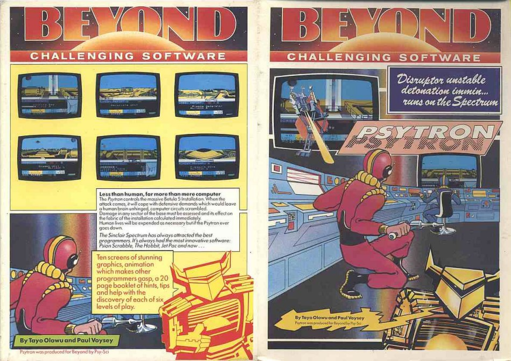 BEYOND
CHALLENGING SOFTWARE
Less than human, far more than mere computer
The Psytron controls the massive Betula 5 Installation. When the
attack comes, it will cope with defensive demands which would leave
a human brain unhinged, computer circuits scrambled.
Damage in any sector of the base must be assessed and its effect on
the fabric of the installation calculated immediately.
Human lives will be expended as necessary but if the Psytron ever
goes down.
The Sinclair Spectrum has always attracted the best
programmers. It's always had the most innovative software:
Psion Scrabble, The Hobbit, Jet Pac and now . . .
Ten screens of stunning
graphics, animation
which makes other
programmers gasp, a 20
page booklet of hints, tips
and help with the
discovery of each of six
levels of play.
By Tayo Olowu and Paul Voysey
Psytron was produced for Beyond by Psy-Sci
BEYOND
CHALLENGING SOFTWARE
Disruptor unstable
detonation immin...
runs on the Spectrum
PSYTRON
By Tayo Olowu and Paul Voysey
Psytron was produced for Beyond by Psy-Sci